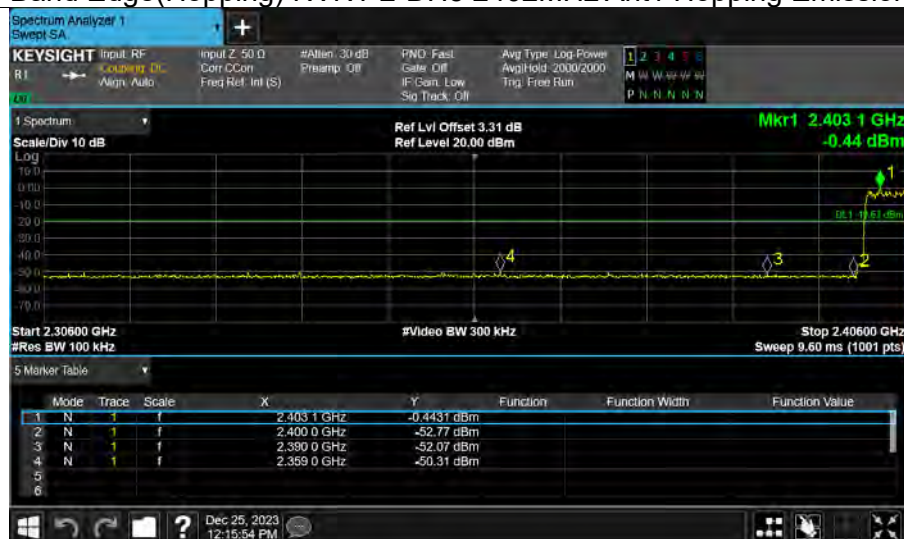 Spectrum Analyzer 1
Swept SA
KEYSIGHT Input: RF
R1 Coupling: DC
Align: Auto
Input Z: 50 Ω
Corr CCorr
Freq Ref: Int (S)
#Atten: 30 dB
Preamp: Off
PNO: Fast
Gate: Off
IF Gain: Low
Sig Track: Off
Avg Type: Log-Power
Avg|Hold: 2000/2000
Trig: Free Run
1 2 3 4 5 6
M W W W W W
P N N N N N
1 Spectrum
Scale/Div 10 dB
Ref Lvl Offset 3.31 dB
Ref Level 20.00 dBm
Mkr1 2.403 1 GHz
-0.44 dBm
Log
10.0
0.00
-10.0
-20.0
-30.0
-40.0
-50.0
-60.0
-70.0
1
2
3
4
Start 2.30600 GHz
#Res BW 100 kHz
#Video BW 300 kHz
Stop 2.40600 GHz
Sweep 9.60 ms (1001 pts)
5 Marker Table
Mode Trace Scale X Y Function Function Width Function Value
1 N 1 f 2.403 1 GHz -0.4431 dBm
2 N 1 f 2.400 0 GHz -52.77 dBm
3 N 1 f 2.390 0 GHz -52.07 dBm
4 N 1 f 2.359 0 GHz -50.31 dBm
5
6
? Dec 25, 2023
12:15:54 PM